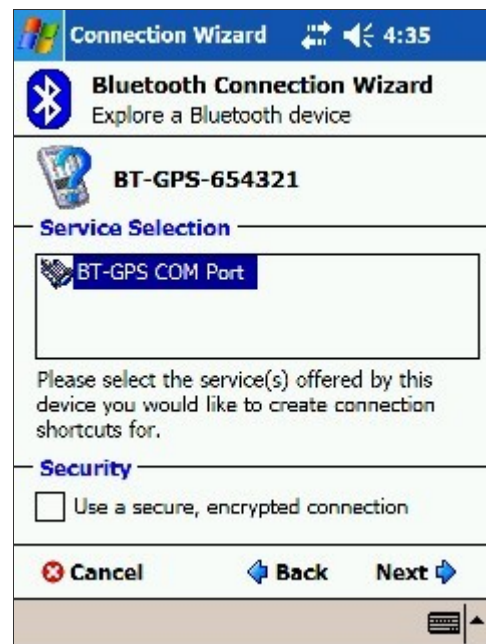 Connection Wizard 4:35
Bluetooth Connection Wizard
Explore a Bluetooth device
BT-GPS-654321
Service Selection
BT-GPS COM Port
Please select the service(s) offered by this
device you would like to create connection
shortcuts for.
Security
Use a secure, encrypted connection
Cancel Back Next